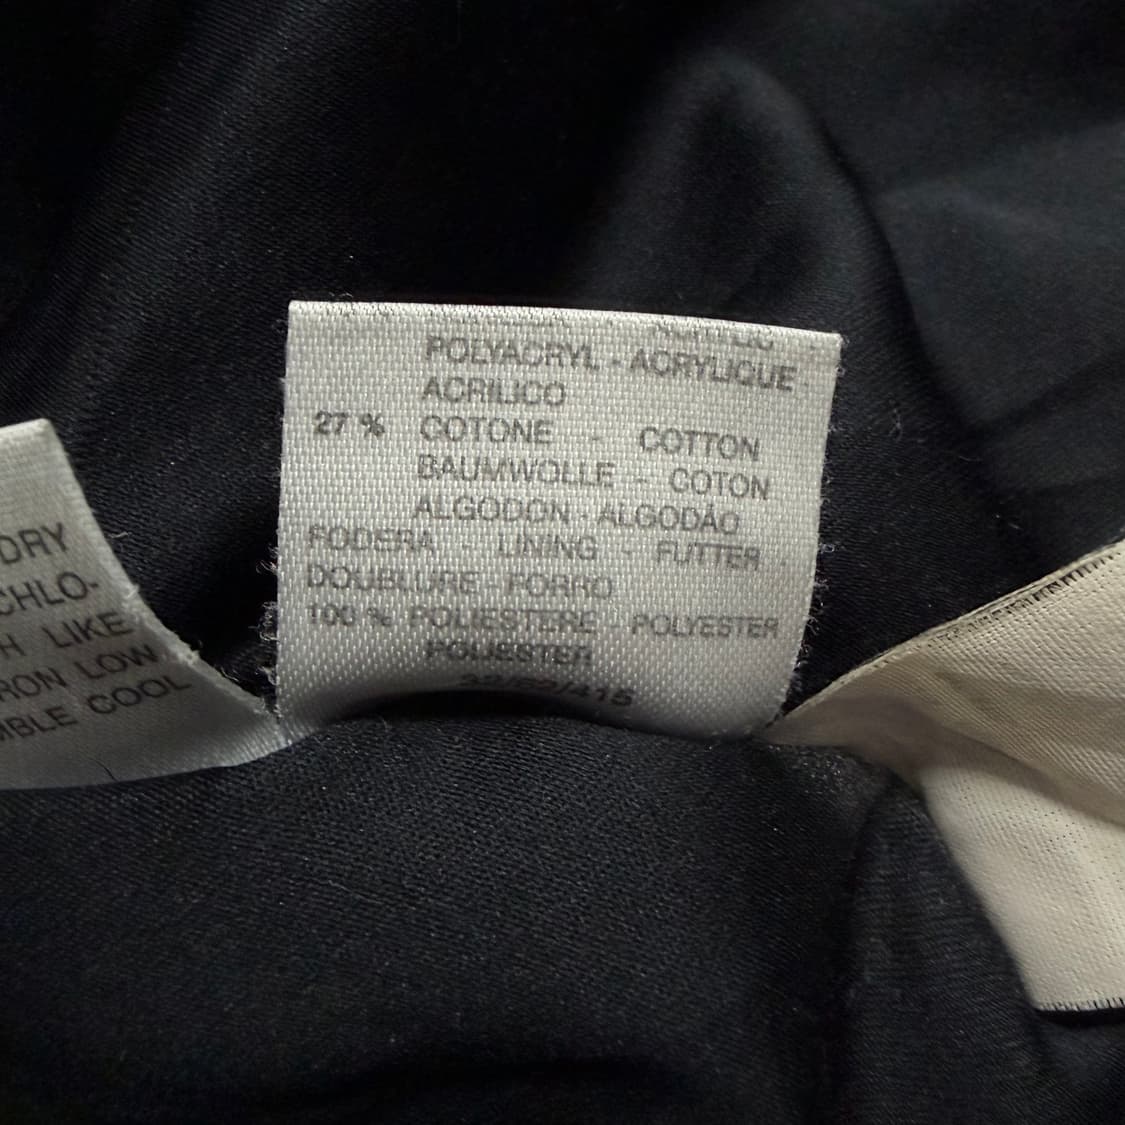 POLYACRYL - ACRYLIQUE -
ACRILICO
27 % COTONE - COTTON
BAUMWOLLE - COTON
ALGODON - ALGODÃO
FODERA - LINING - FUTTER -
DOUBLURE - FORRO
100 % POLIESTERE - POLYESTER
POLIESTER
DRY
CHLO-
H LIKE
RON LOW
MBLE COOL